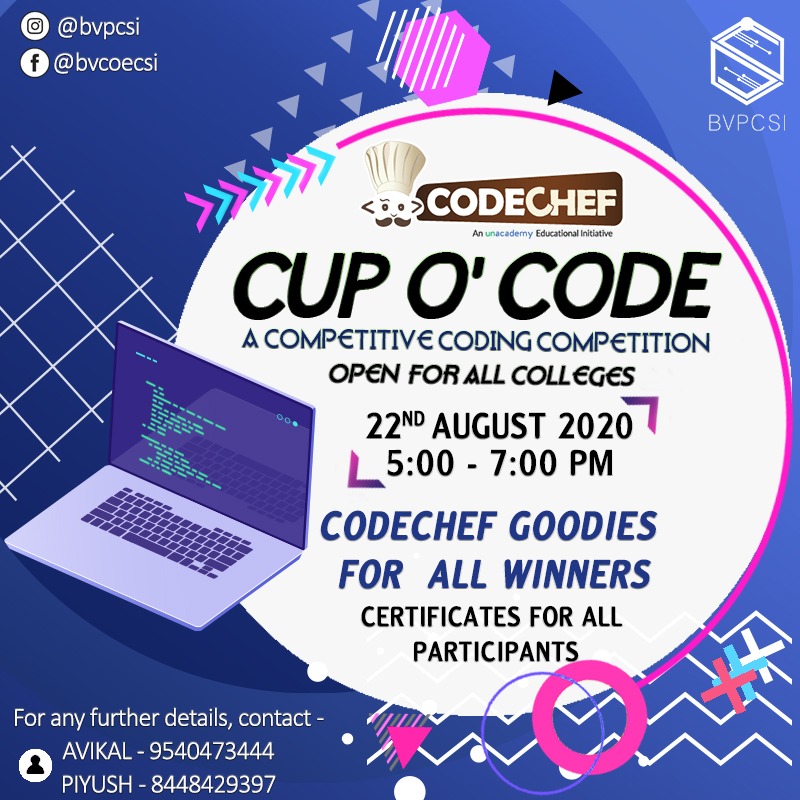 @bvpcsi
@bvcoecsi
BVPCSI
CODECHEF
An unacademy Educational Initiative
CUP O' CODE
A COMPETITIVE CODING COMPETITION
OPEN FOR ALL COLLEGES
22ND AUGUST 2020
5:00 - 7:00 PM
CODECHEF GOODIES
FOR ALL WINNERS
CERTIFICATES FOR ALL
PARTICIPANTS
For any further details, contact -
AVIKAL - 9540473444
PIYUSH - 8448429397